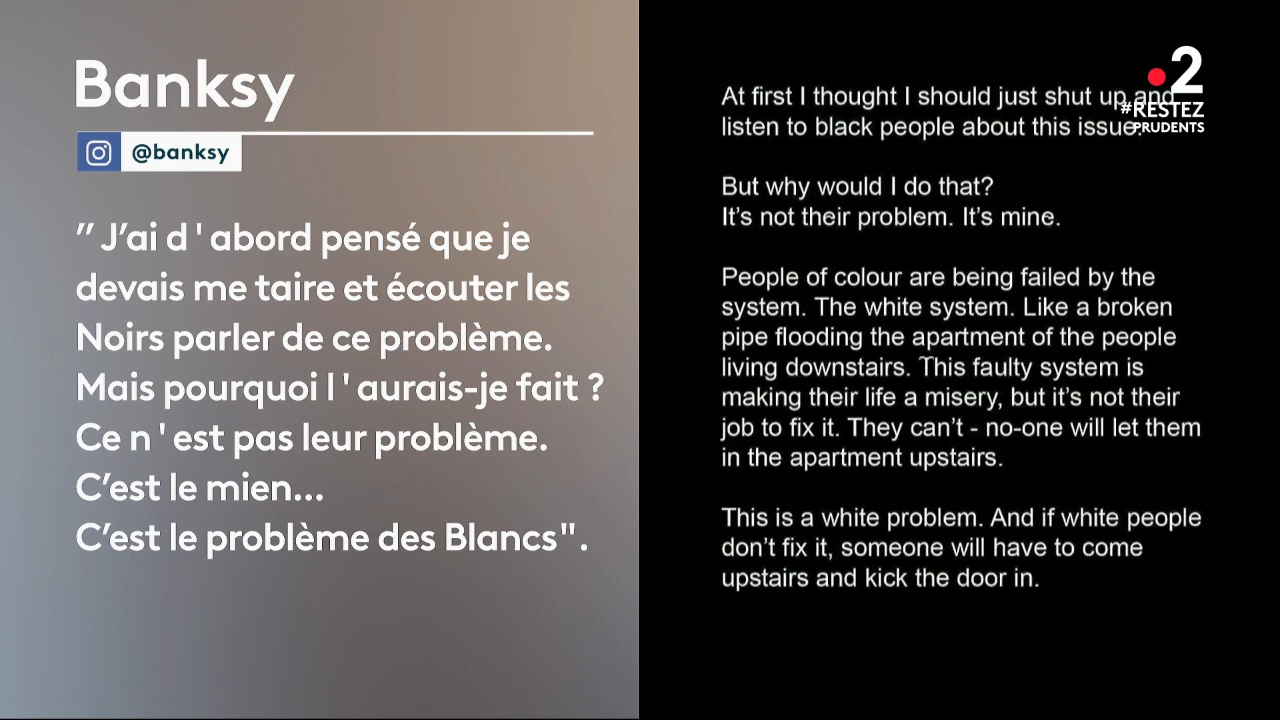 Banksy
@banksy
"J'ai d'abord pensé que je
devais me taire et écouter les
Noirs parler de ce problème.
Mais pourquoi l'aurais-je fait ?
Ce n'est pas leur problème.
C'est le mien...
C'est le problème des Blancs".
2
#RESTEZ
PRUDENTS
At first I thought I should just shut up and
listen to black people about this issue.
But why would I do that?
It's not their problem. It's mine.
People of colour are being failed by the
system. The white system. Like a broken
pipe flooding the apartment of the people
living downstairs. This faulty system is
making their life a misery, but it's not their
job to fix it. They can't - no-one will let them
in the apartment upstairs.
This is a white problem. And if white people
don't fix it, someone will have to come
upstairs and kick the door in.